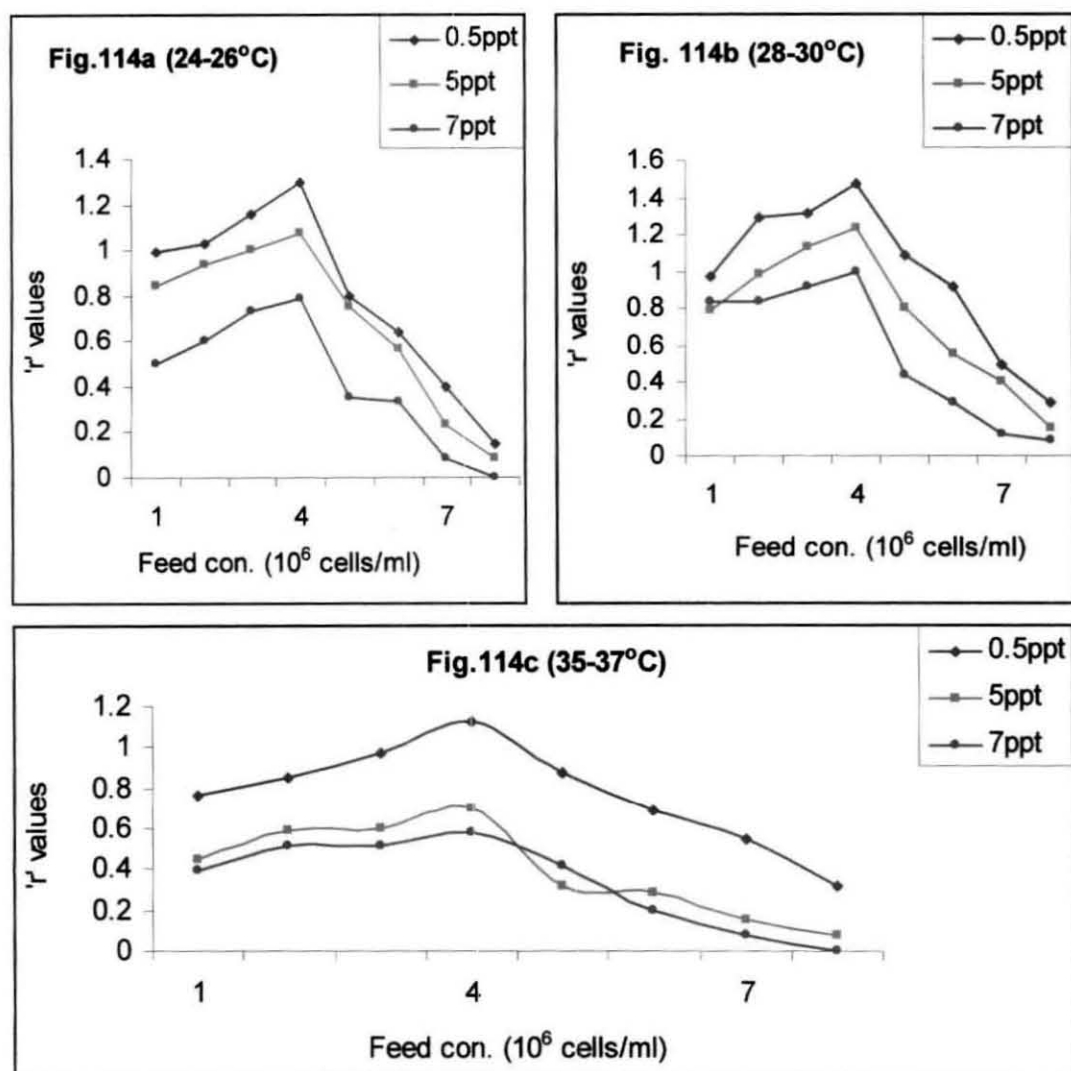 Fig.114a (24-26°C)
0.5ppt
5ppt
7ppt
'r' values
1.4
1.2
1
0.8
0.6
0.4
0.2
0
1 4 7
Feed con. (10⁶ cells/ml)
Fig. 114b (28-30°C)
0.5ppt
5ppt
7ppt
'r' values
1.6
1.4
1.2
1
0.8
0.6
0.4
0.2
0
1 4 7
Feed con. (10⁶ cells/ml)
Fig.114c (35-37°C)
0.5ppt
5ppt
7ppt
'r' values
1.2
1
0.8
0.6
0.4
0.2
0
1 4 7
Feed con. (10⁶ cells/ml)